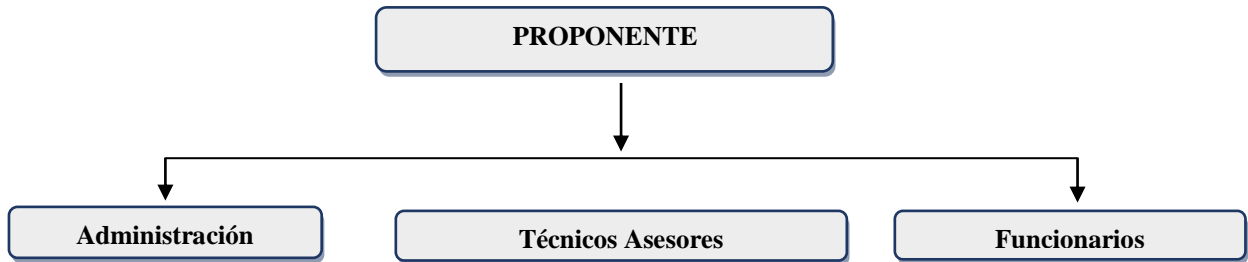 PROPONENTE
Administración
Técnicos Asesores
Funcionarios